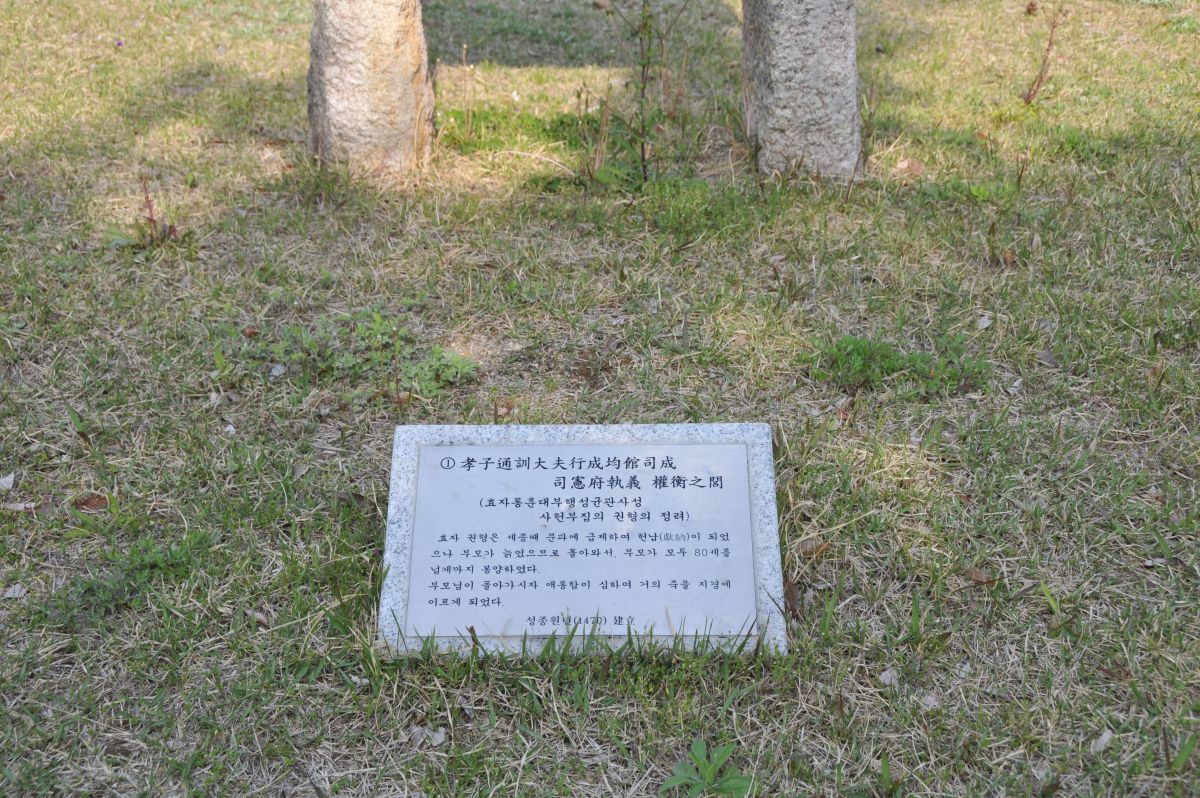 ① 孝子通訓大夫行成均館司成
司憲府執義 權衡之閭
(효자통훈대부행성균관사성
사헌부집의 권형의 정려)
효자 권형은 세종때 문과에 급제하여 헌납(獻納)이 되었
으나 부모가 늙었으므로 돌아와서, 부모가 모두 80세를
넘게까지 봉양하였다.
부모님이 돌아가시자 애통함이 심하여 거의 죽을 지경에
이르게 되었다.
성종원년(1470) 建立